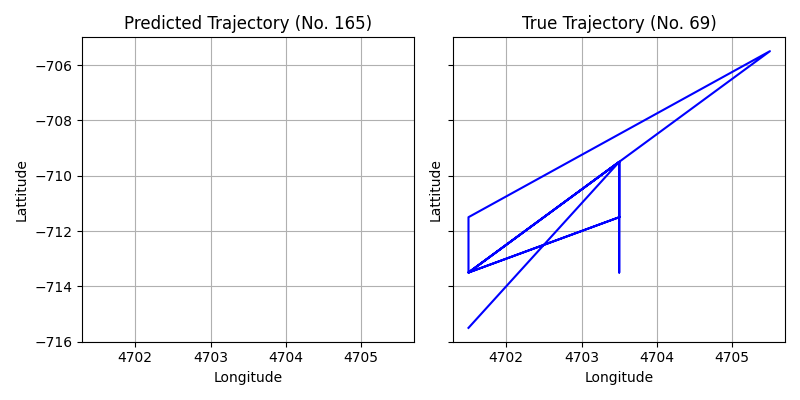 Predicted Trajectory (No. 165)
True Trajectory (No. 69)
−706
−708
−710
−712
−714
−716
Lattitude
4702
4703
4704
4705
Longitude
Lattitude
4702
4703
4704
4705
Longitude